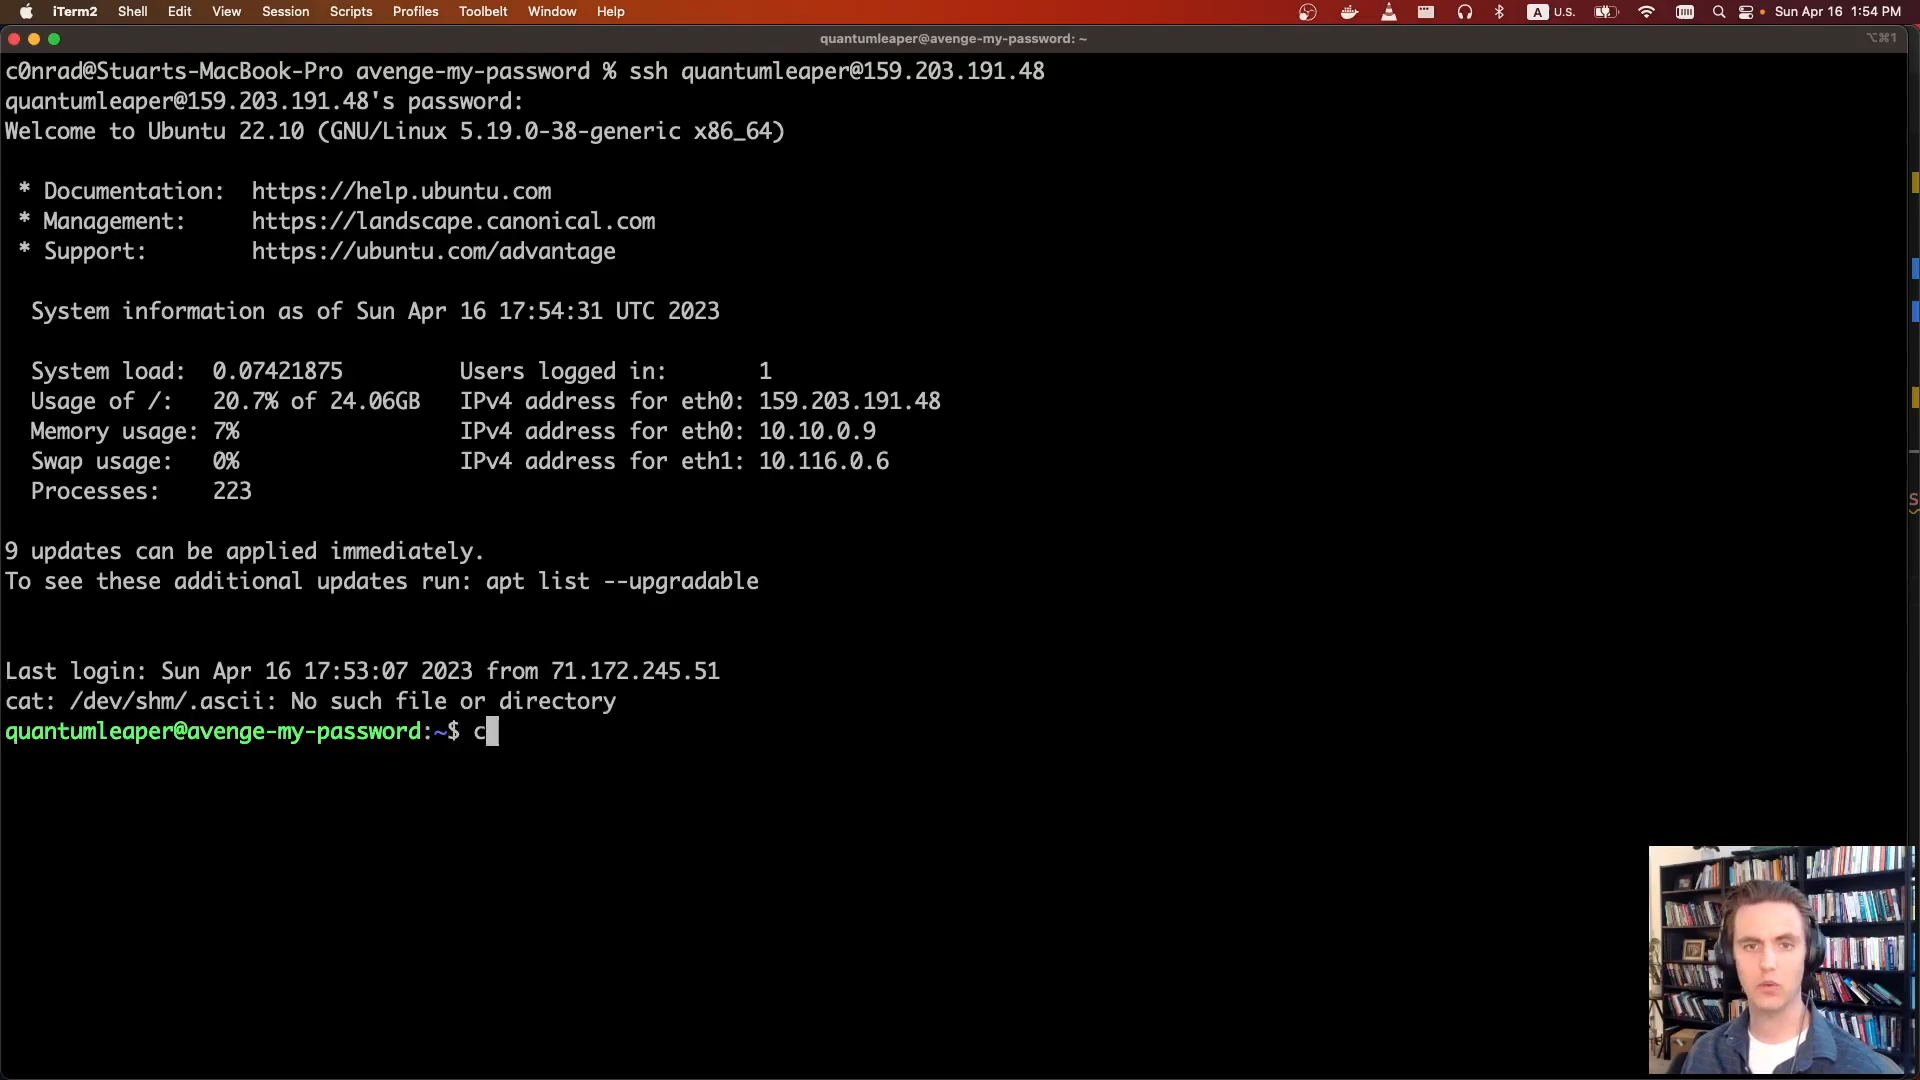 iTerm2 Shell Edit View Session Scripts Profiles Toolbelt Window Help A U.S. Sun Apr 16 1:54 PM
quantumleaper@avenge-my-password: ~ ⌥⌘1
c0nrad@Stuarts-MacBook-Pro avenge-my-password % ssh quantumleaper@159.203.191.48
quantumleaper@159.203.191.48's password:
Welcome to Ubuntu 22.10 (GNU/Linux 5.19.0-38-generic x86_64)
* Documentation: https://help.ubuntu.com
* Management: https://landscape.canonical.com
* Support: https://ubuntu.com/advantage
System information as of Sun Apr 16 17:54:31 UTC 2023
System load: 0.07421875 Users logged in: 1
Usage of /: 20.7% of 24.06GB IPv4 address for eth0: 159.203.191.48
Memory usage: 7% IPv4 address for eth0: 10.10.0.9
Swap usage: 0% IPv4 address for eth1: 10.116.0.6
Processes: 223
9 updates can be applied immediately.
To see these additional updates run: apt list --upgradable
Last login: Sun Apr 16 17:53:07 2023 from 71.172.245.51
cat: /dev/shm/.ascii: No such file or directory
quantumleaper@avenge-my-password:~$ c